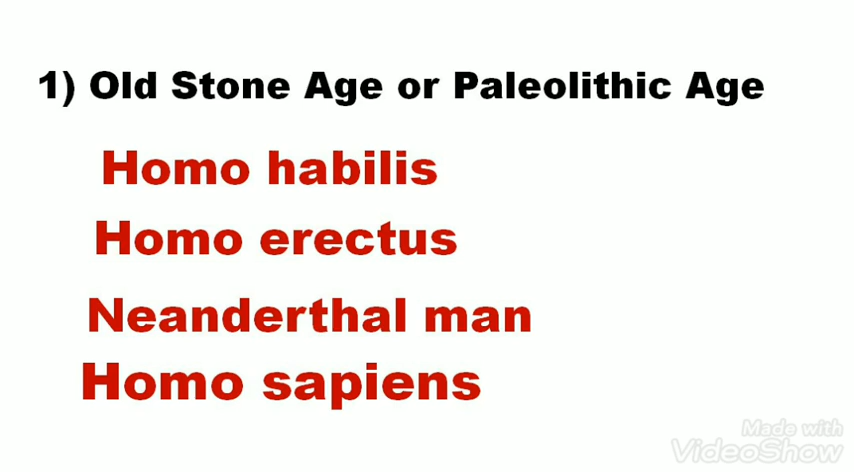 1) Old Stone Age or Paleolithic Age
Homo habilis
Homo erectus
Neanderthal man
Homo sapiens
Made with
VideoShow